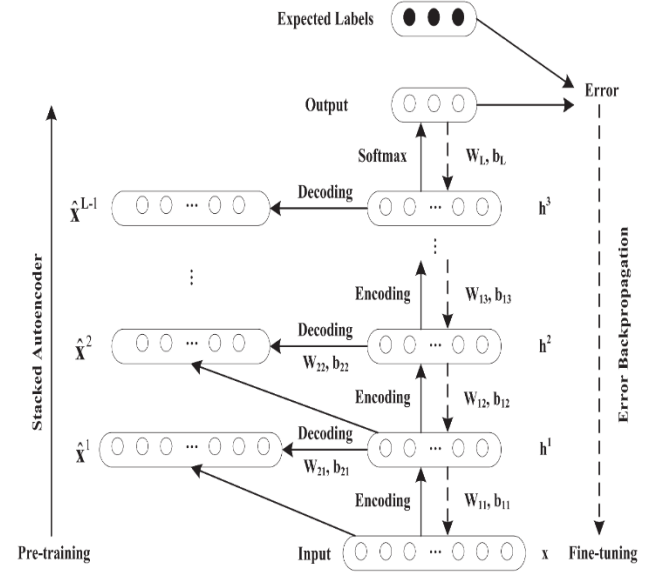 Expected Labels
Error
Output
Softmax
W_L, b_L
x̂^{L-1}
Decoding
h^3
...
...
⋮
⋮
Encoding
W_13, b_13
x̂^2
Decoding
W_22, b_22
h^2
...
...
Encoding
W_12, b_12
x̂^1
Decoding
W_21, b_21
h^1
...
...
Encoding
W_11, b_11
Pre-training
Input
...
x
Fine-tuning
Stacked Autoencoder
Error Backpropagation